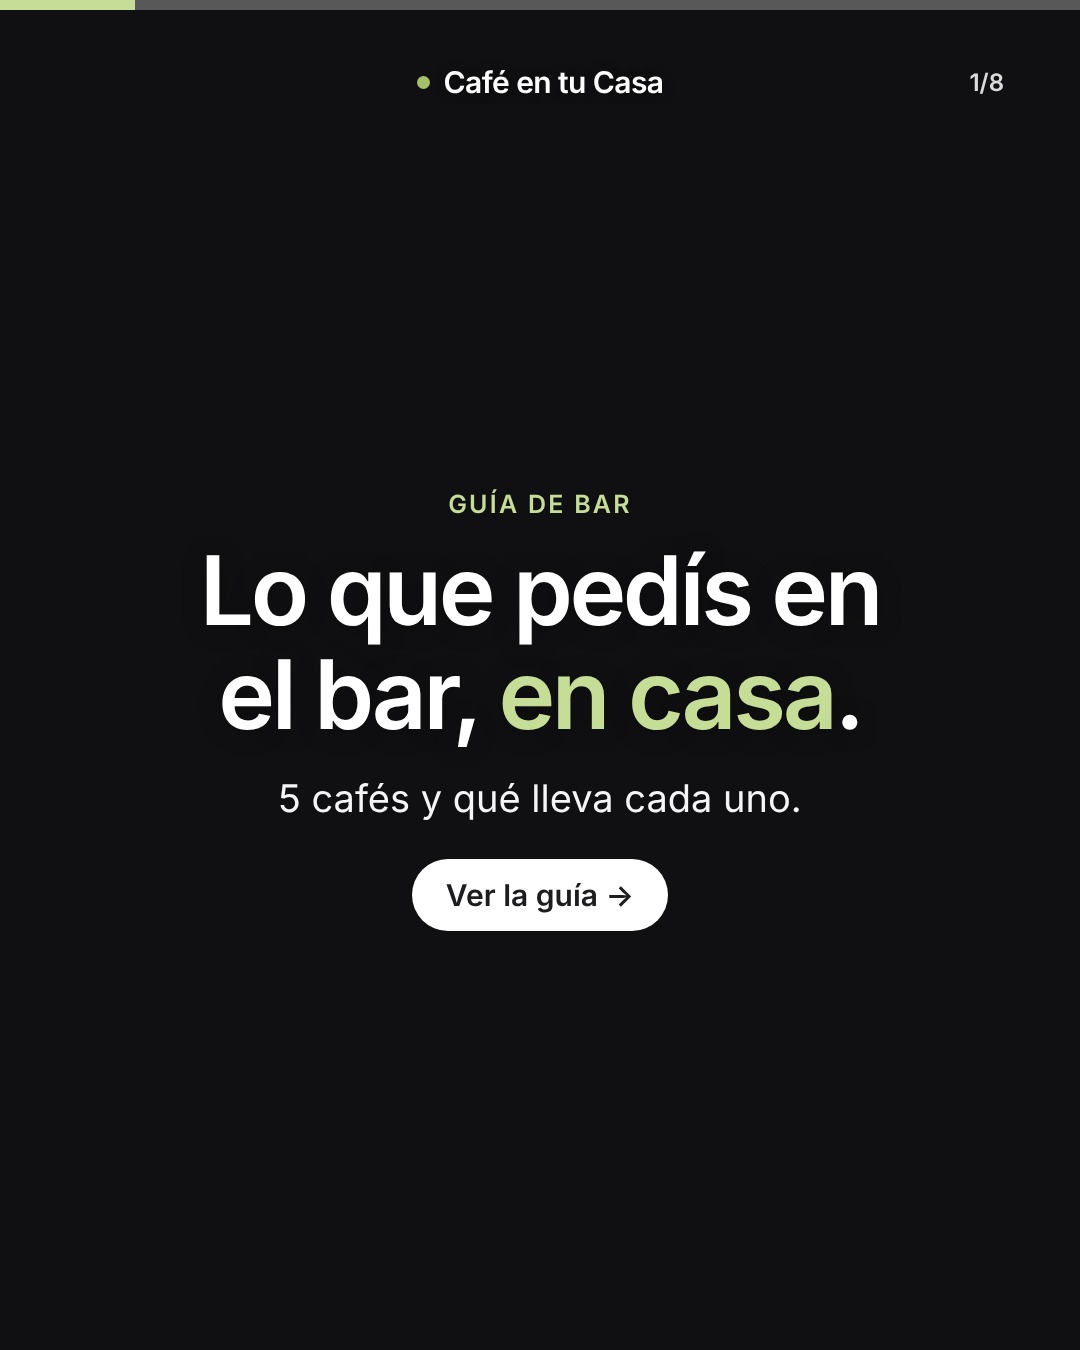 Café en tu Casa
1/8
GUÍA DE BAR
Lo que pedís en
el bar, en casa.
5 cafés y qué lleva cada uno.
Ver la guía →